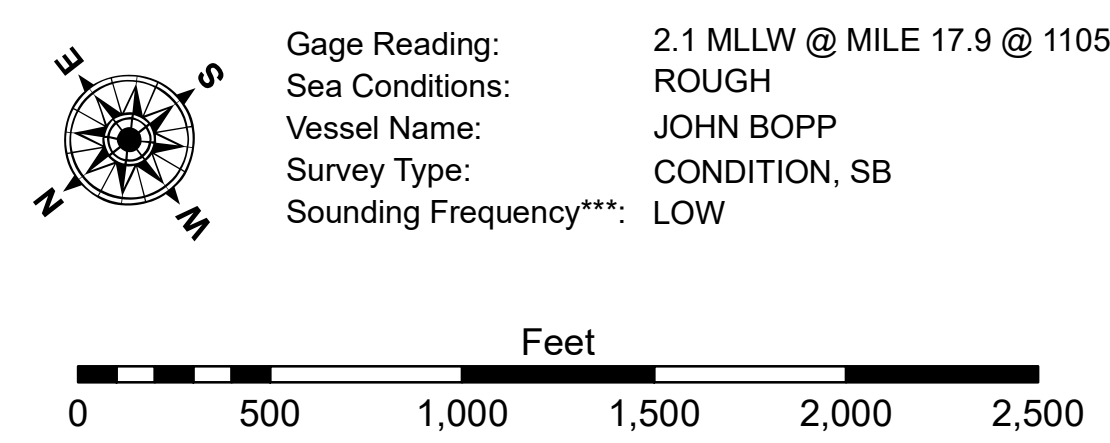 E
S
N
W
Gage Reading: 2.1 MLLW @ MILE 17.9 @ 1105
Sea Conditions: ROUGH
Vessel Name: JOHN BOPP
Survey Type: CONDITION, SB
Sounding Frequency***: LOW
Feet
0 500 1,000 1,500 2,000 2,500